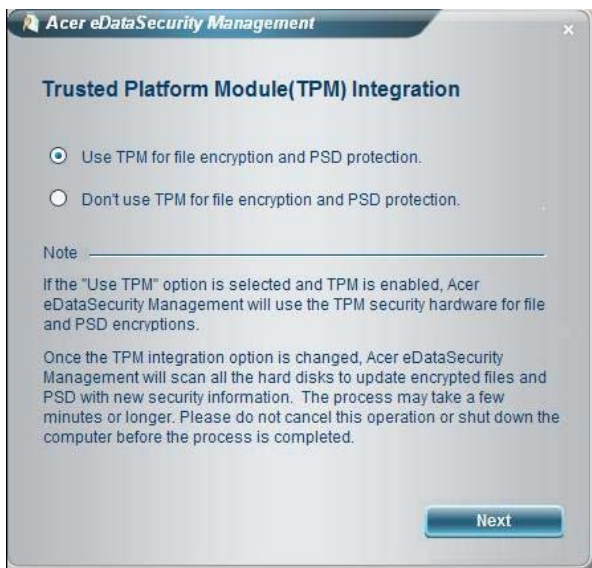 Acer eDataSecurity Management
Trusted Platform Module(TPM) Integration
Use TPM for file encryption and PSD protection.
Don't use TPM for file encryption and PSD protection.
Note
If the "Use TPM" option is selected and TPM is enabled, Acer
eDataSecurity Management will use the TPM security hardware for file
and PSD encryptions.
Once the TPM integration option is changed, Acer eDataSecurity
Management will scan all the hard disks to update encrypted files and
PSD with new security information. The process may take a few
minutes or longer. Please do not cancel this operation or shut down the
computer before the process is completed.
Next